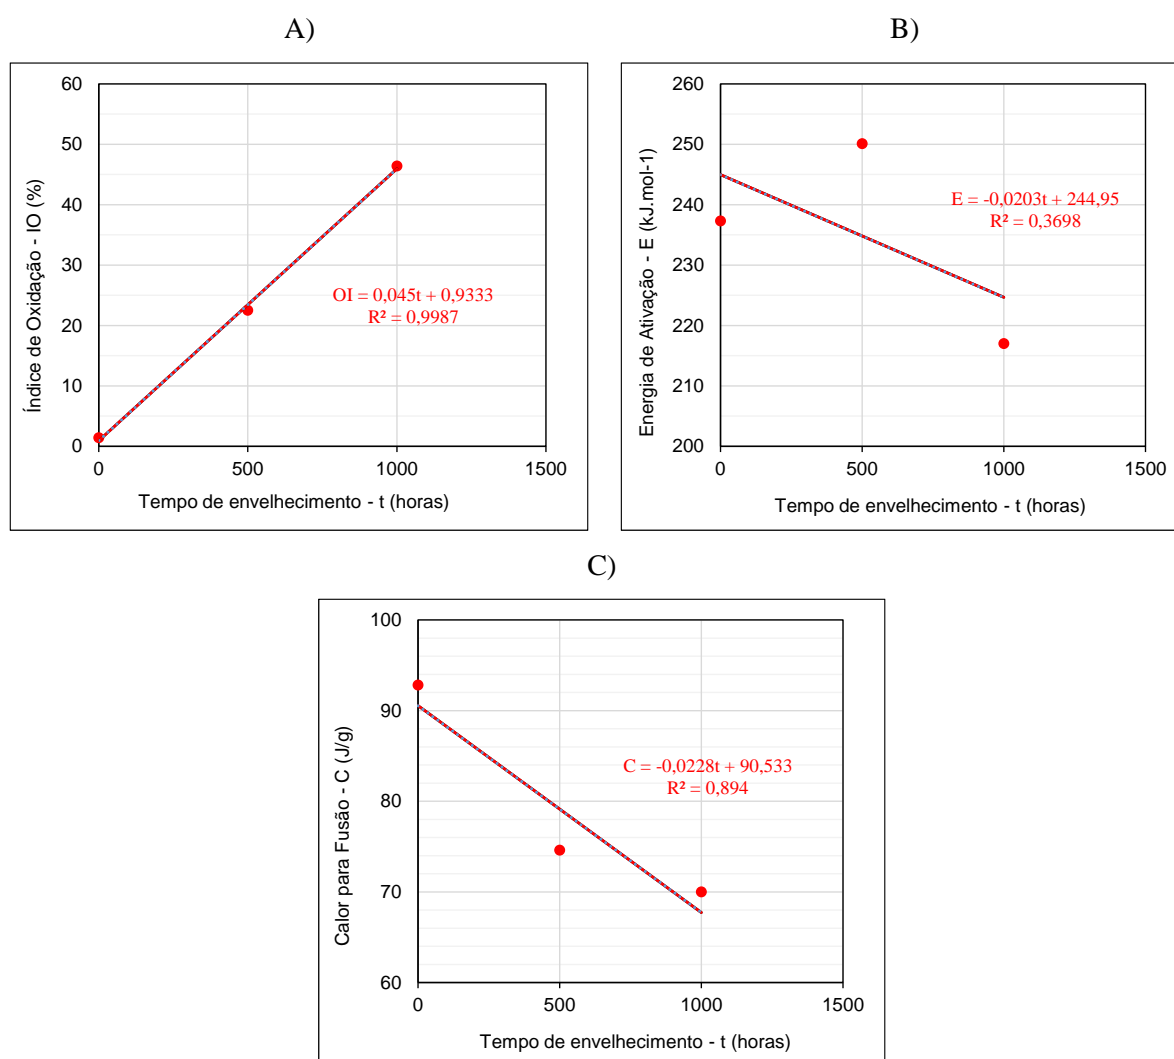 A)
60
50
40
30
20
10
0
Índice de Oxidação - IO (%)
OI = 0,045t + 0,9333
R² = 0,9987
0 500 1000 1500
Tempo de envelhecimento - t (horas)
B)
260
250
240
230
220
210
200
Energia de Ativação - E (kJ.mol-1)
E = -0,0203t + 244,95
R² = 0,3698
0 500 1000 1500
Tempo de envelhecimento - t (horas)
C)
100
90
80
70
60
Calor para Fusão - C (J/g)
C = -0,0228t + 90,533
R² = 0,894
0 500 1000 1500
Tempo de envelhecimento - t (horas)